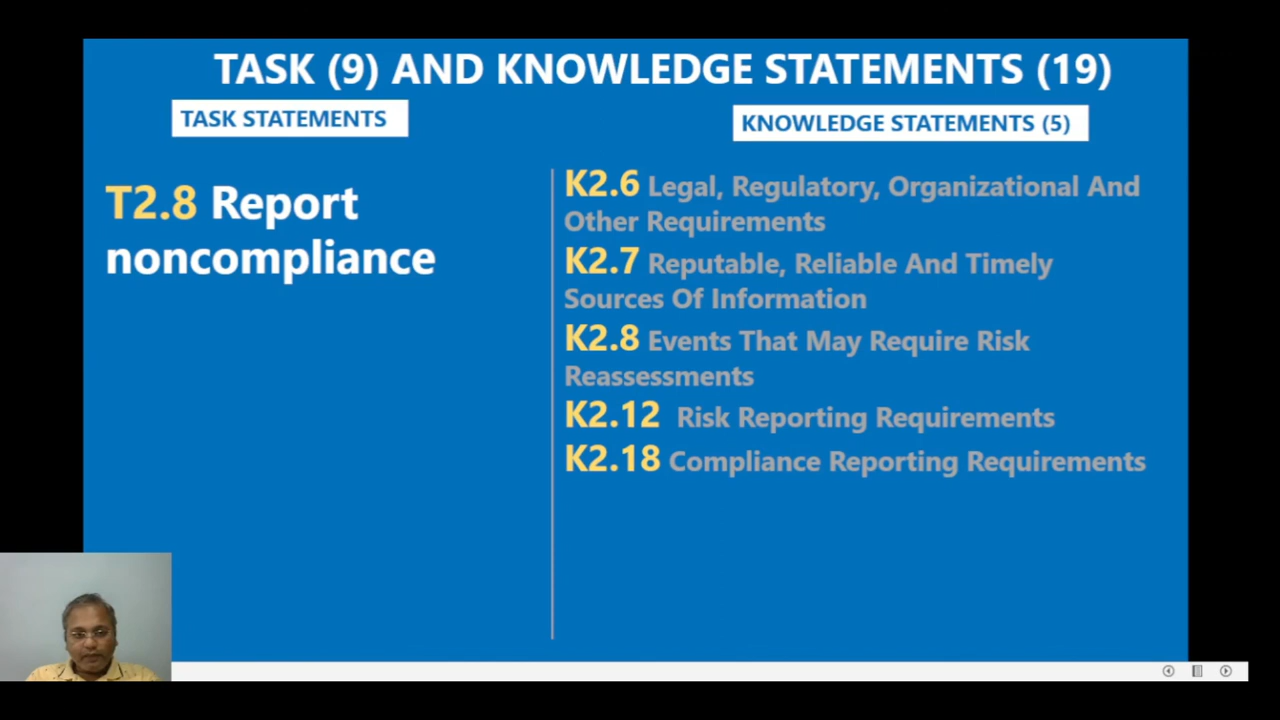 TASK (9) AND KNOWLEDGE STATEMENTS (19)
TASK STATEMENTS
KNOWLEDGE STATEMENTS (5)
T2.8 Report
noncompliance
K2.6 Legal, Regulatory, Organizational And
Other Requirements
K2.7 Reputable, Reliable And Timely
Sources Of Information
K2.8 Events That May Require Risk
Reassessments
K2.12 Risk Reporting Requirements
K2.18 Compliance Reporting Requirements